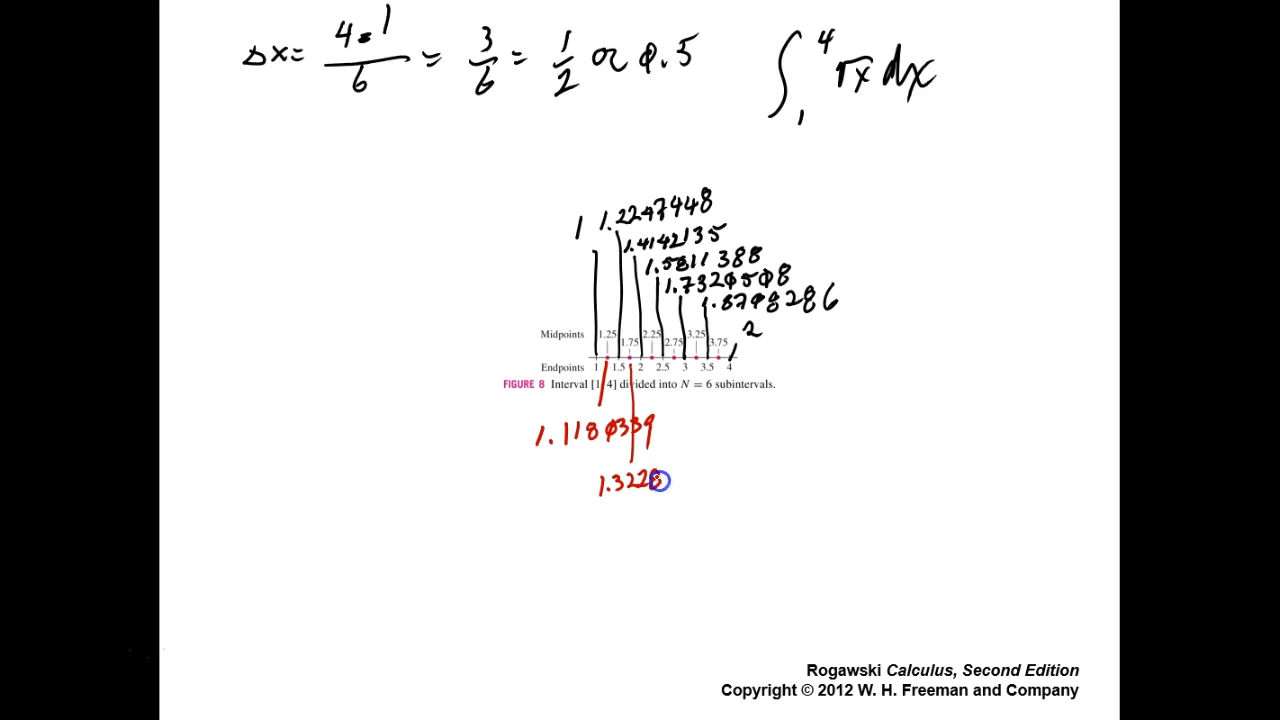 Δx = 4-1/6 = 3/6 = 1/2 or 0.5 ∫₁⁴ √x dx
1 1.2247448
1.4142135
1.5811388
1.7320508
1.8708286
2
Midpoints 1.25 1.75 2.25 2.75 3.25 3.75
Endpoints 1 1.5 2 2.5 3 3.5 4
FIGURE 8 Interval [1, 4] divided into N = 6 subintervals.
1.1180339
1.3228
Rogawski Calculus, Second Edition
Copyright © 2012 W. H. Freeman and Company